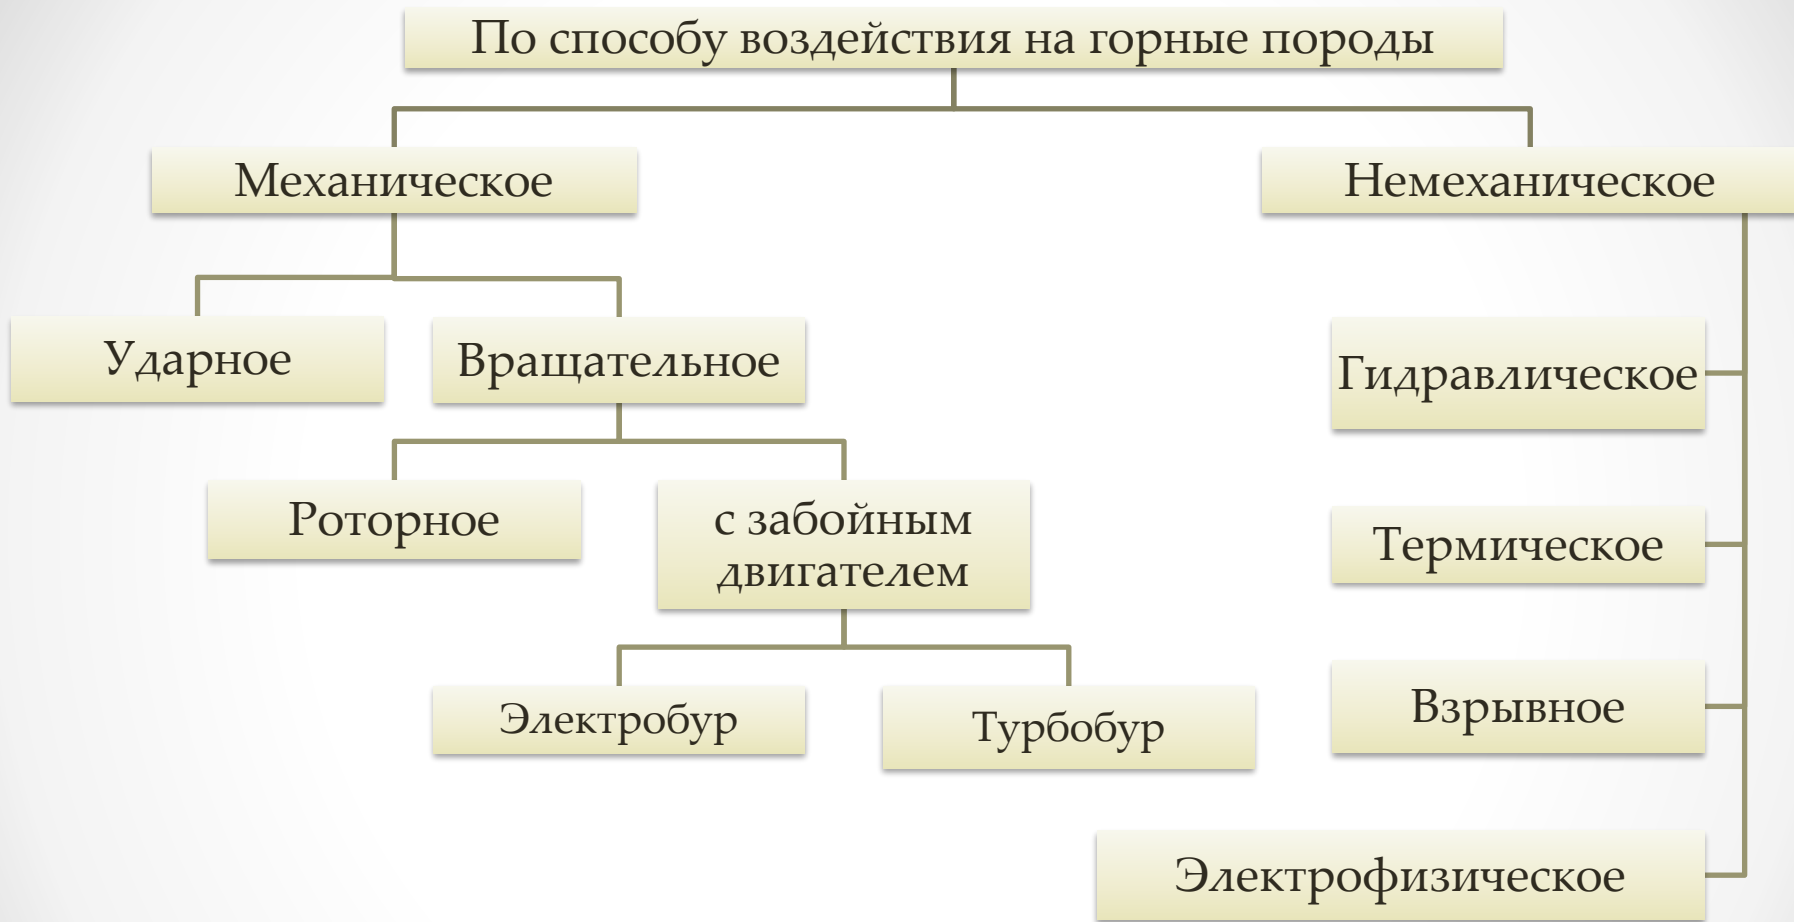 По способу воздействия на горные породы
Механическое
Немеханическое
Ударное
Вращательное
Гидравлическое
Роторное
с забойным
двигателем
Термическое
Электробур
Турбобур
Взрывное
Электрофизическое